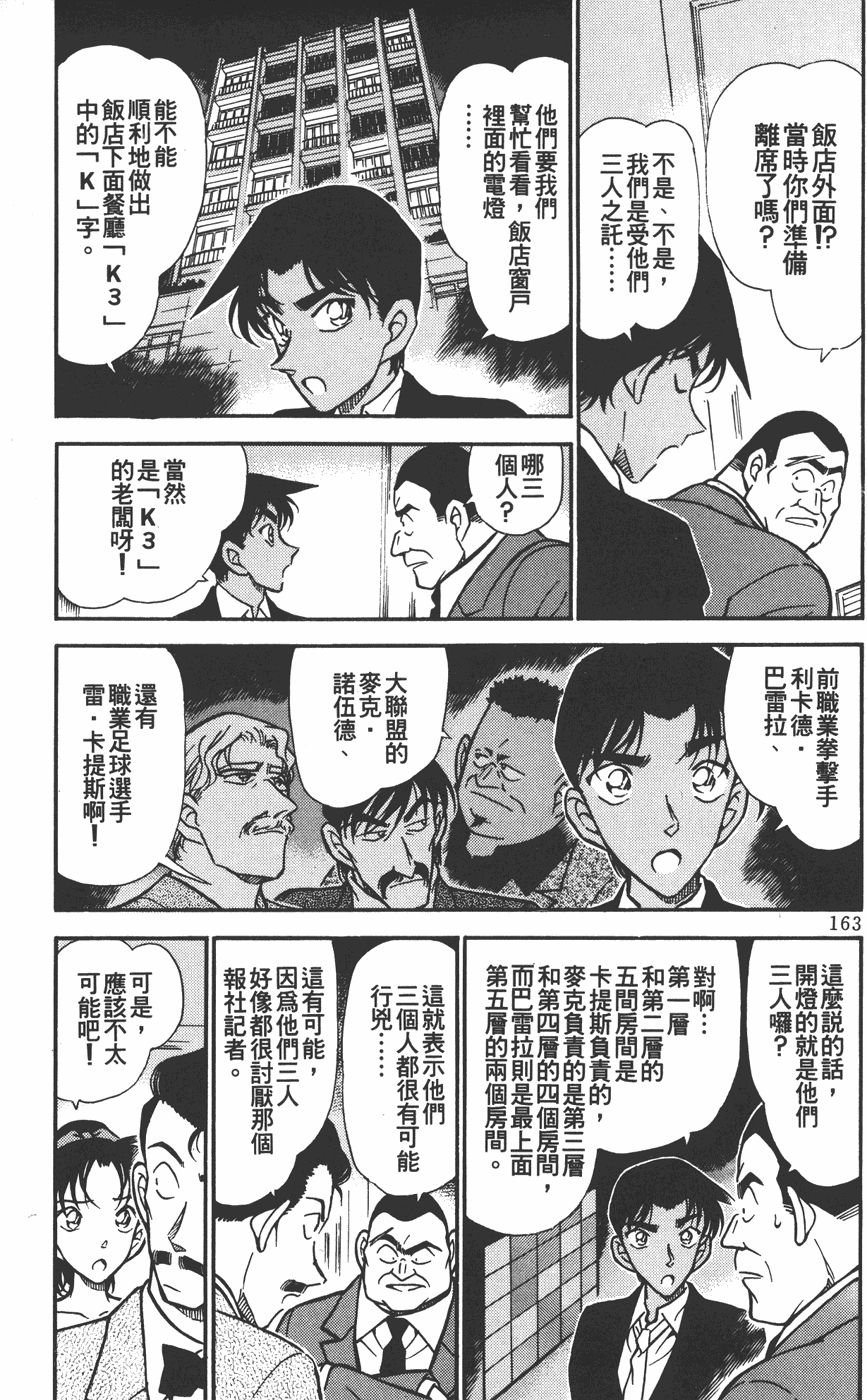 飯店外面!?
當時你們準備
離席了嗎？
不是、不是，
我們是受他們
三人之託……
他們要我們
幫忙看看，飯店窗戶
裡面的電燈
……
能不能
順利地做出
飯店下面餐廳「K3」
中的「K」字。
哪三
個人？
當然
是「K3」
的老闆呀！
前職業拳擊手
利卡德．
巴雷拉、
大聯盟的
麥克．
諾伍德、
還有
職業足球選手
雷．卡提斯啊！
163
這麼說的話，
開燈的就是他們
三人囉？
對啊…
第一層
和第二層的
五間房間是
卡提斯負責的，
麥克負責的是第三層
和第四層的四個房間，
而巴雷拉則是最上面
第五層的兩個房間。
這就表示他們
三個人都很有可能
行兇……
這有可能，
因為他們三人
好像都很討厭那個
報社記者。
可是，
應該不太
可能吧！